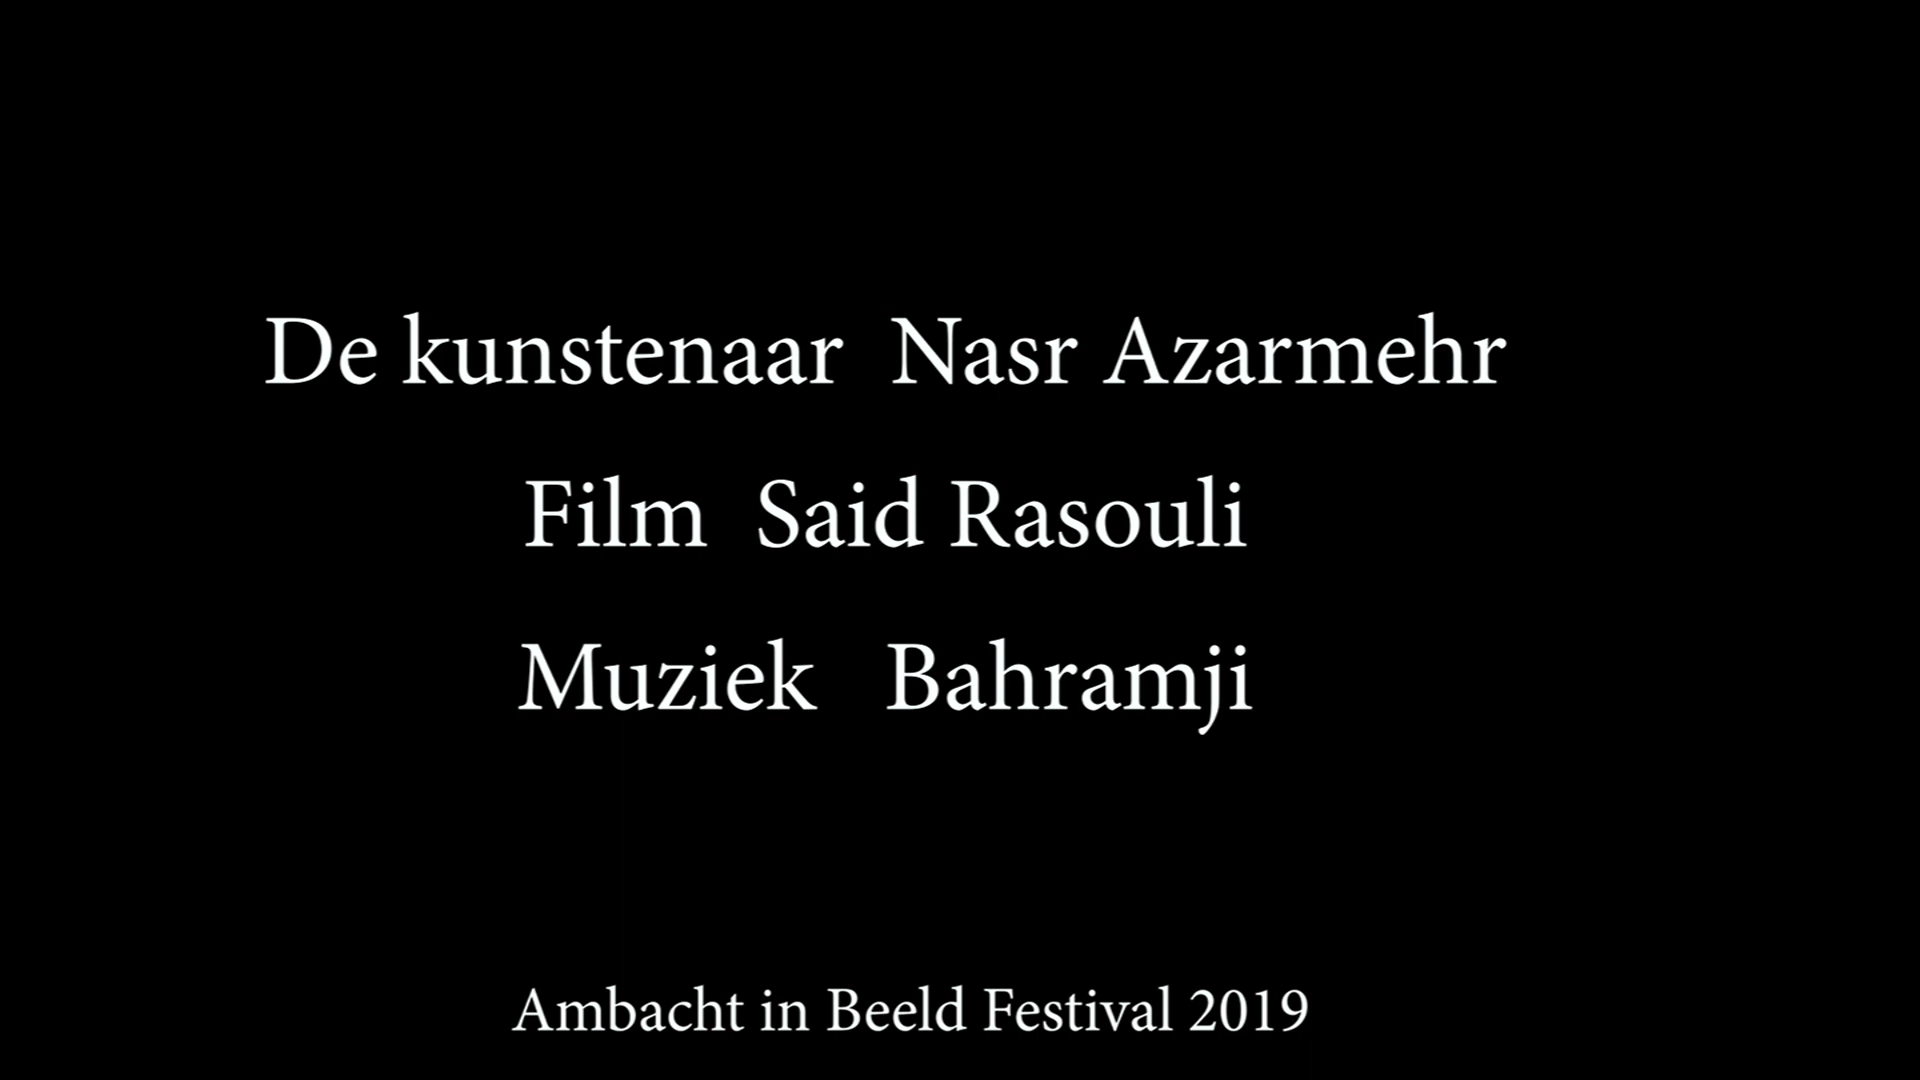 De kunstenaar  Nasr Azarmehr
Film  Said Rasouli
Muziek   Bahramji
Ambacht in Beeld Festival 2019